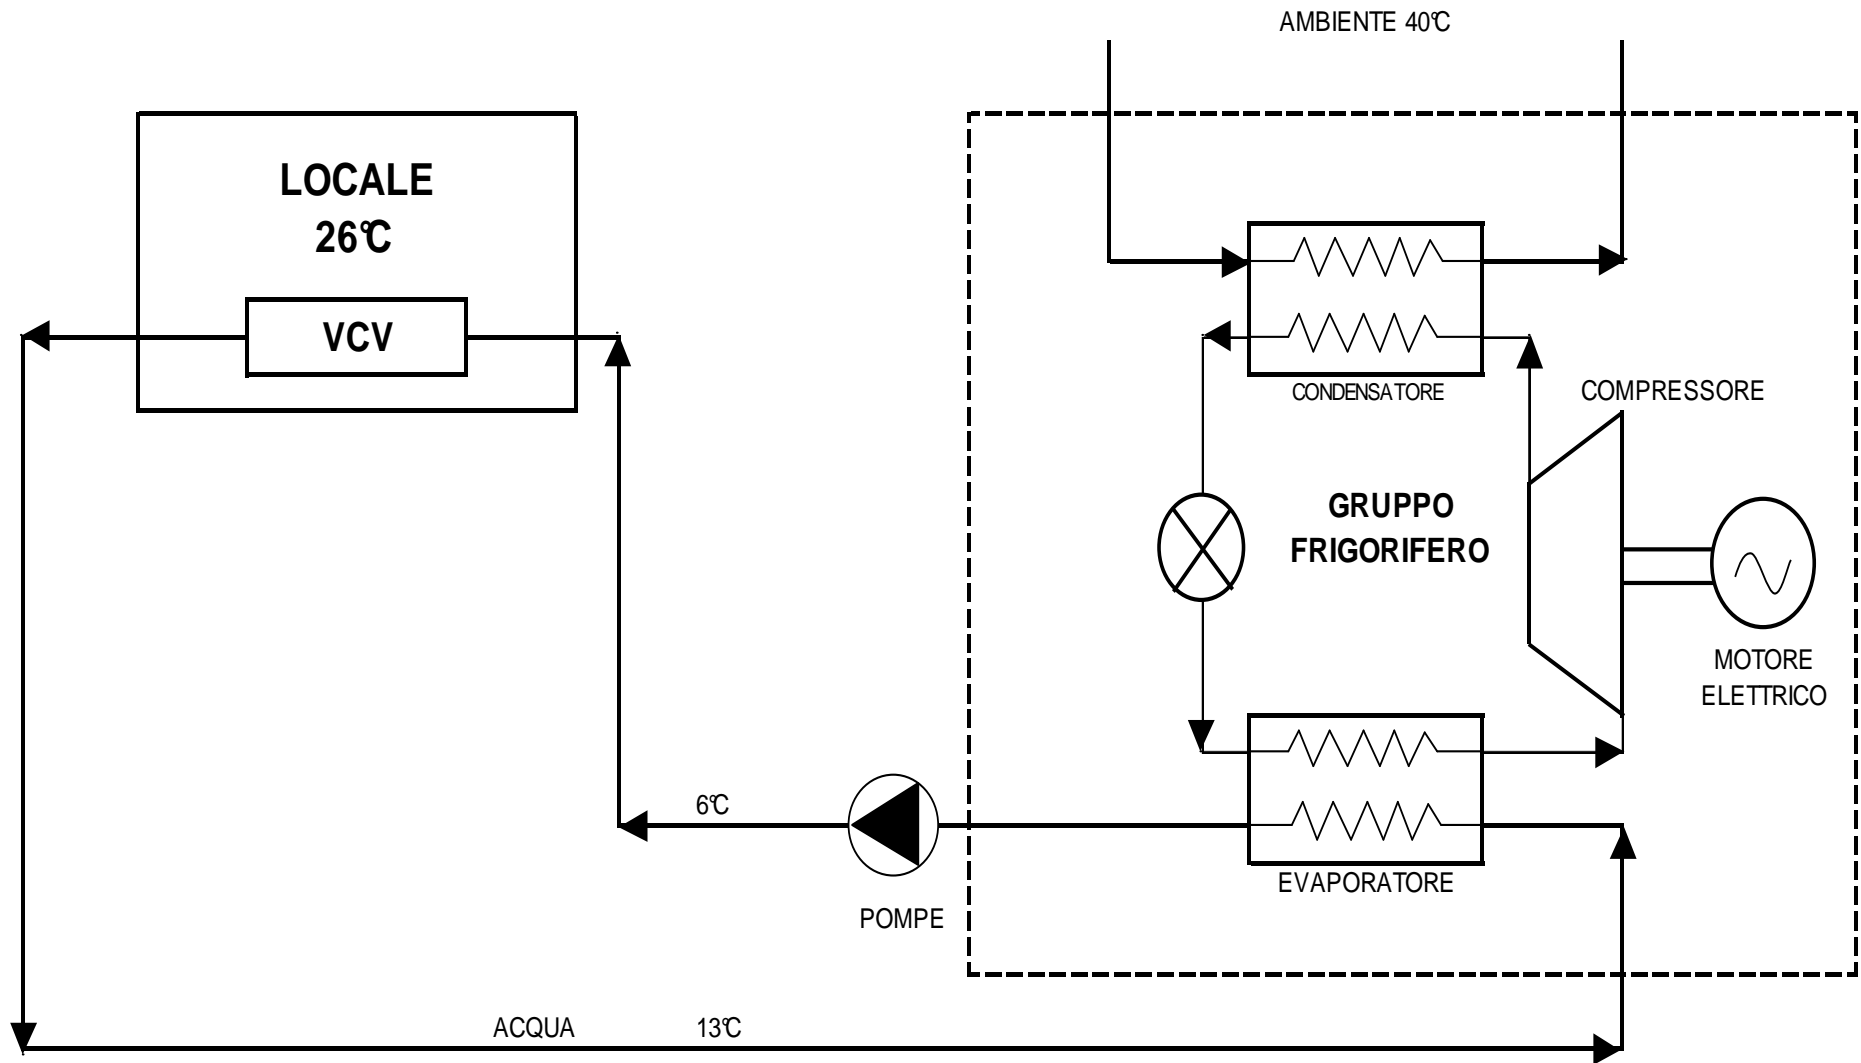 AMBIENTE 40°C
LOCALE
26°C
VCV
CONDENSATORE
COMPRESSORE
GRUPPO
FRIGORIFERO
MOTORE
ELETTRICO
6°C
EVAPORATORE
POMPE
ACQUA 13°C